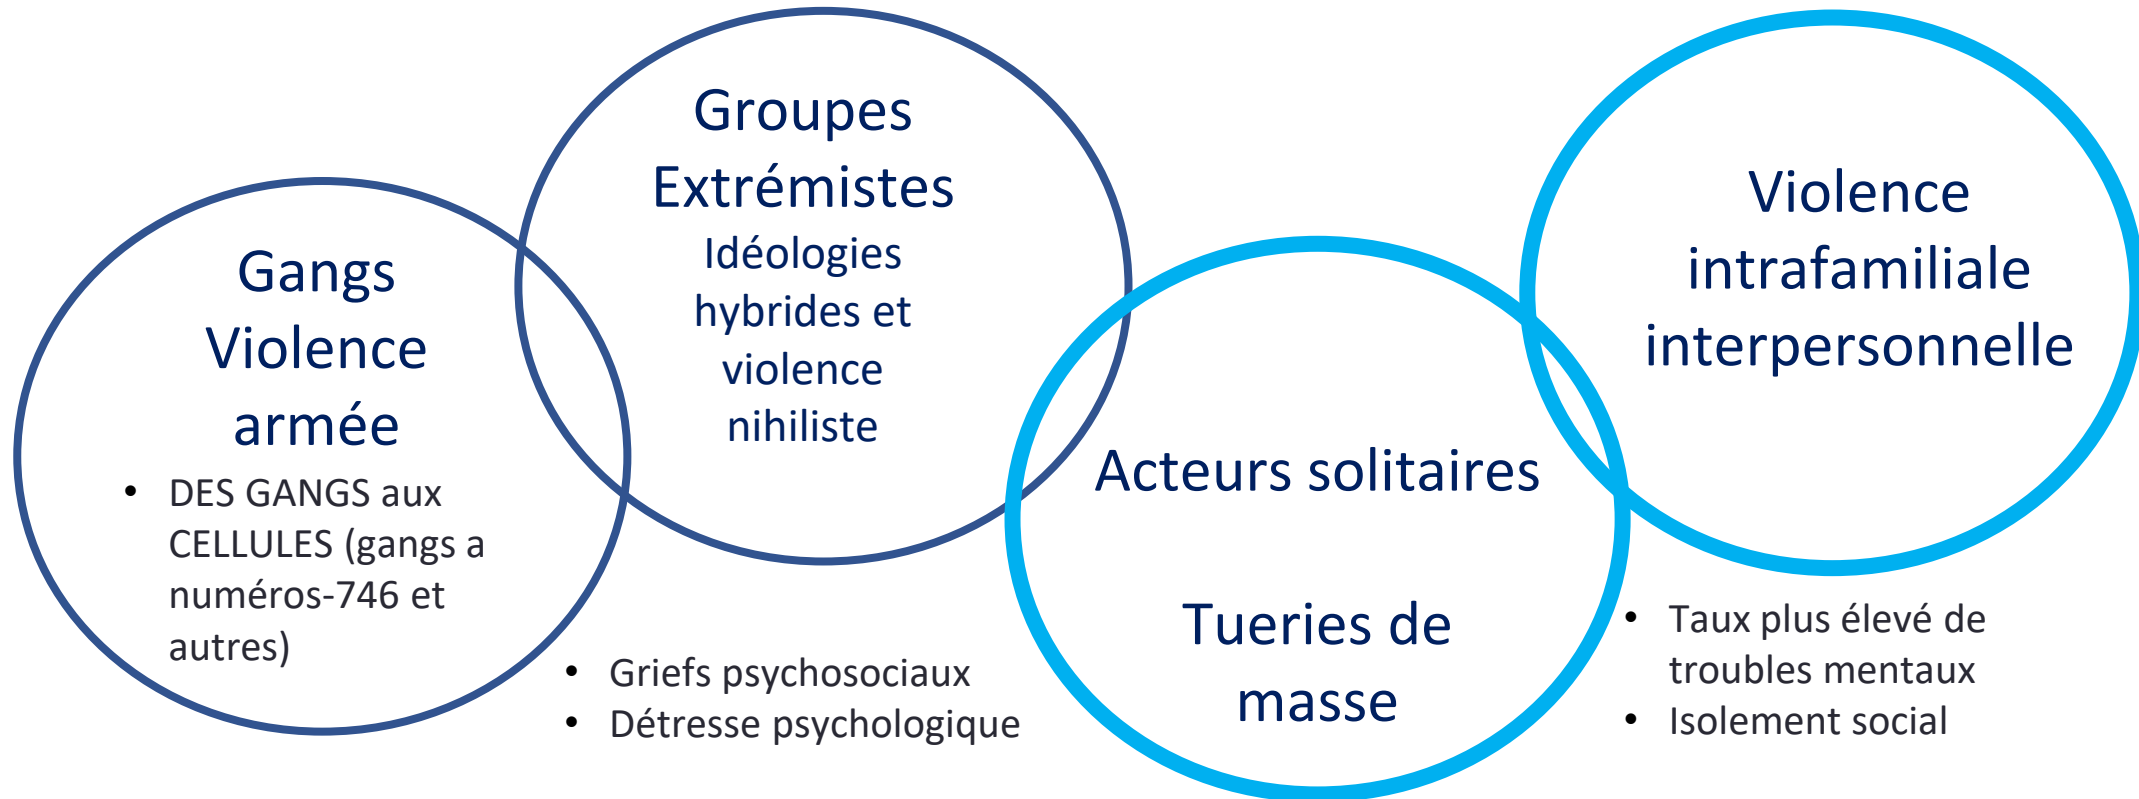 Gangs
Violence
armée
• DES GANGS aux
CELLULES (gangs a
numéros-746 et
autres)
Groupes
Extrémistes
Idéologies
hybrides et
violence
nihiliste
• Griefs psychosociaux
• Détresse psychologique
Acteurs solitaires
Tueries de
masse
Violence
intrafamiliale
interpersonnelle
• Taux plus élevé de
troubles mentaux
• Isolement social